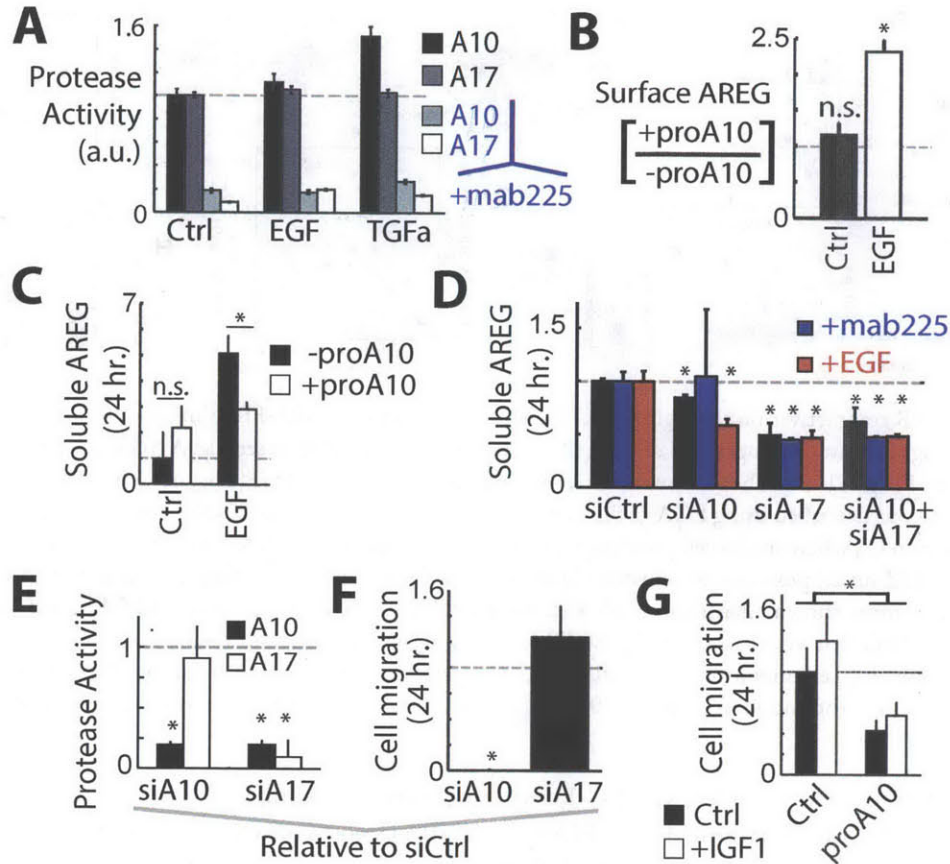 A
1.6
Protease
Activity
(a.u.)
0
Ctrl
EGF
TGFa
A10
A17
A10
A17
+mab225
B
2.5
*
n.s.
Surface AREG
+proA10
-proA10
0
Ctrl
EGF
C
7
Soluble AREG
(24 hr.)
n.s.
*
-proA10
+proA10
0
Ctrl
EGF
D
1.5
Soluble AREG
(24 hr.)
+mab225
+EGF
* *
* * *
* * *
0
siCtrl
siA10
siA17
siA10+
siA17
E
Protease Activity
1
A10
A17
*
* *
0
siA10
siA17
F
1.6
Cell migration
(24 hr.)
*
0
siA10
siA17
Relative to siCtrl
G
1.6
*
Cell migration
(24 hr.)
0
Ctrl
proA10
Ctrl
+IGF1